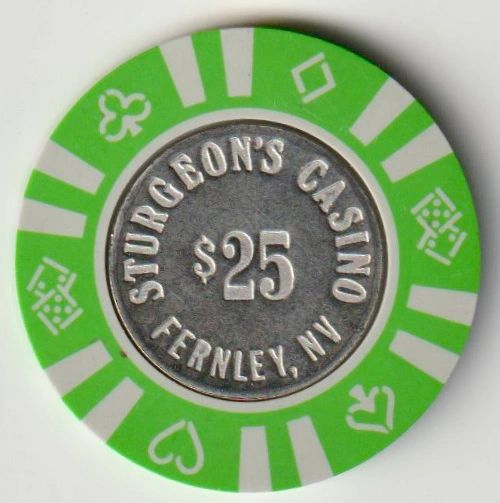 STURGEON'S CASINO
$25
FERNLEY, NV